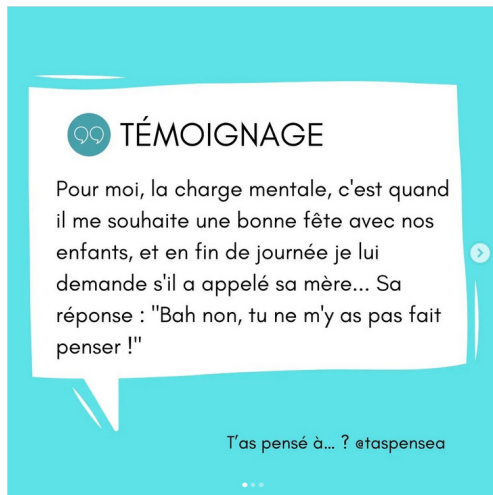 TÉMOIGNAGE
Pour moi, la charge mentale, c'est quand
il me souhaite une bonne fête avec nos
enfants, et en fin de journée je lui
demande s'il a appelé sa mère... Sa
réponse : "Bah non, tu ne m'y as pas fait
penser !"
T'as pensé à... ? @taspensea